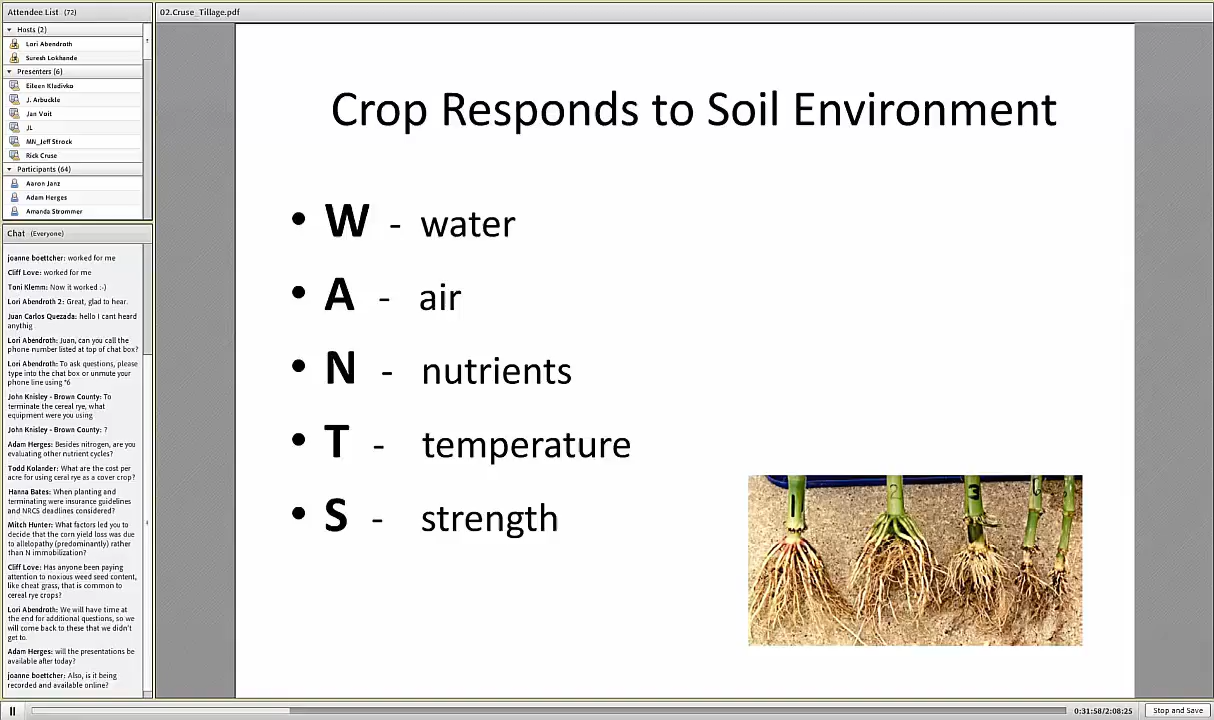 Attendee List (72)
Hosts (2)
Lori Abendroth
Suresh Lokhande
Presenters (6)
Eileen Kladivko
J. Arbuckle
Jan Voit
JL
MN_Jeff Strock
Rick Cruse
Participants (64)
Aaron Janz
Adam Herges
Amanda Strommer
Chat (Everyone)
joanne boettcher: worked for me
Cliff Love: worked for me
Toni Klemm: Now it worked :-)
Lori Abendroth 2: Great, glad to hear.
Juan Carlos Quezada: hello I cant heard
anythig
Lori Abendroth: Juan, can you call the
phone number listed at top of chat box?
Lori Abendroth: To ask questions, please
type into the chat box or unmute your
phone line using *6
John Knisley - Brown County: To
terminate the cereal rye, what
equipment were you using
John Knisley - Brown County: ?
Adam Herges: Besides nitrogen, are you
evaluating other nutrient cycles?
Todd Kolander: What are the cost per
acre for using ceral rye as a cover crop?
Hanna Bates: When planting and
terminating were insurance guidelines
and NRCS deadlines considered?
Mitch Hunter: What factors led you to
decide that the corn yield loss was due
to allelopathy (predominantly) rather
than N immobilization?
Cliff Love: Has anyone been paying
attention to noxious weed seed content,
like cheat grass, that is common to
cereal rye crops?
Lori Abendroth: We will have time at
the end for additional questions, so we
will come back to these that we didn't
get to.
Adam Herges: will the presentations be
available after today?
joanne boettcher: Also, is it being
recorded and available online?
02.Cruse_Tillage.pdf
Crop Responds to Soil Environment
• W - water
• A - air
• N - nutrients
• T - temperature
• S - strength
2
3
0:31:58/2:08:25
Stop and Save